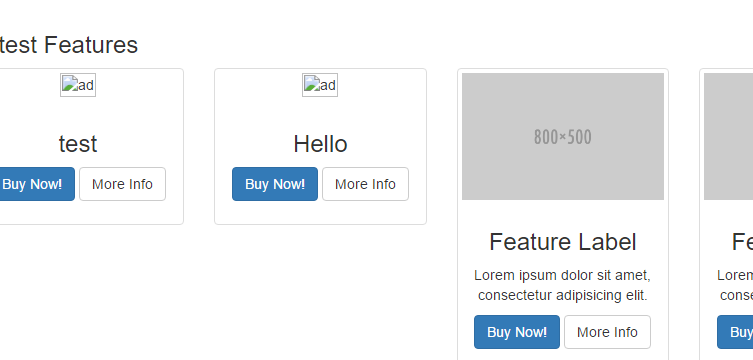 test Features
ad
test
Buy Now! More Info
ad
Hello
Buy Now! More Info
800×500
Feature Label
Lorem ipsum dolor sit amet,
consectetur adipisicing elit.
Buy Now! More Info
Fe
Lorem
conse
Buy